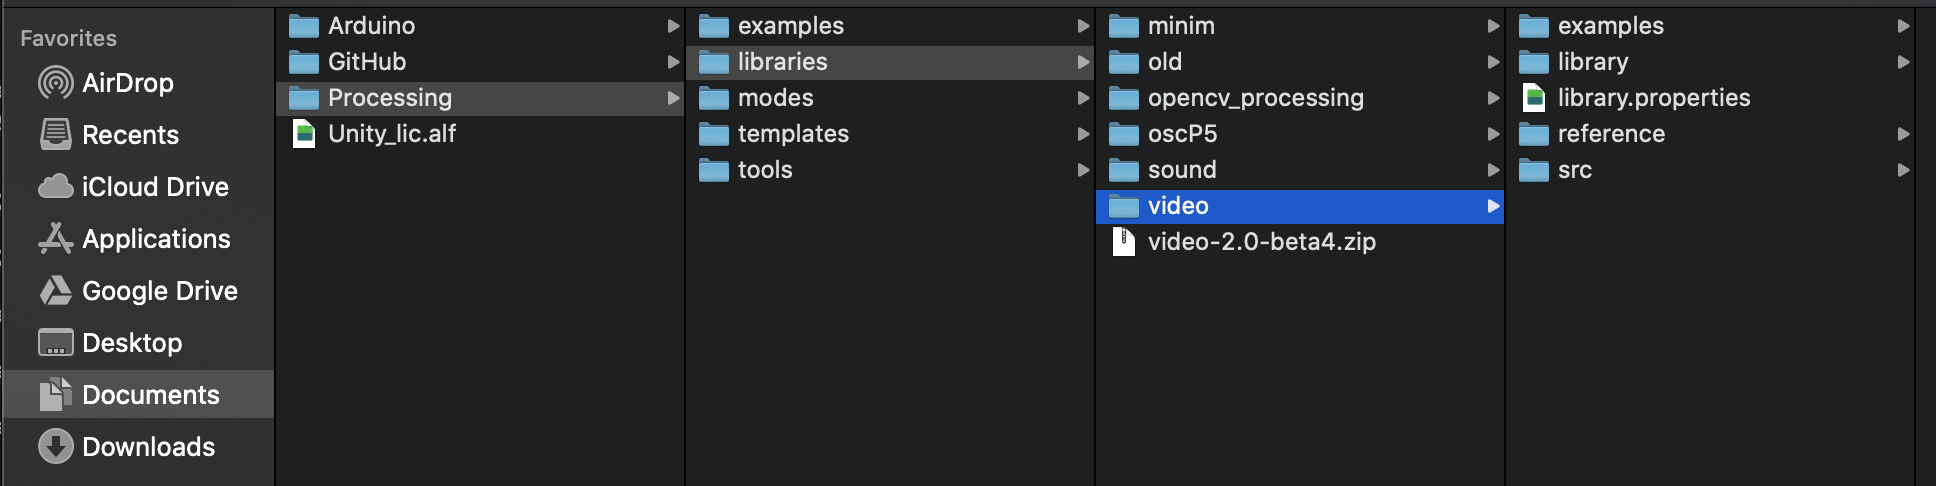 Favorites
AirDrop
Recents
iCloud Drive
Applications
Google Drive
Desktop
Documents
Downloads
Arduino
GitHub
Processing
Unity_lic.alf
examples
libraries
modes
templates
tools
minim
old
opencv_processing
oscP5
sound
video
video-2.0-beta4.zip
examples
library
library.properties
reference
src